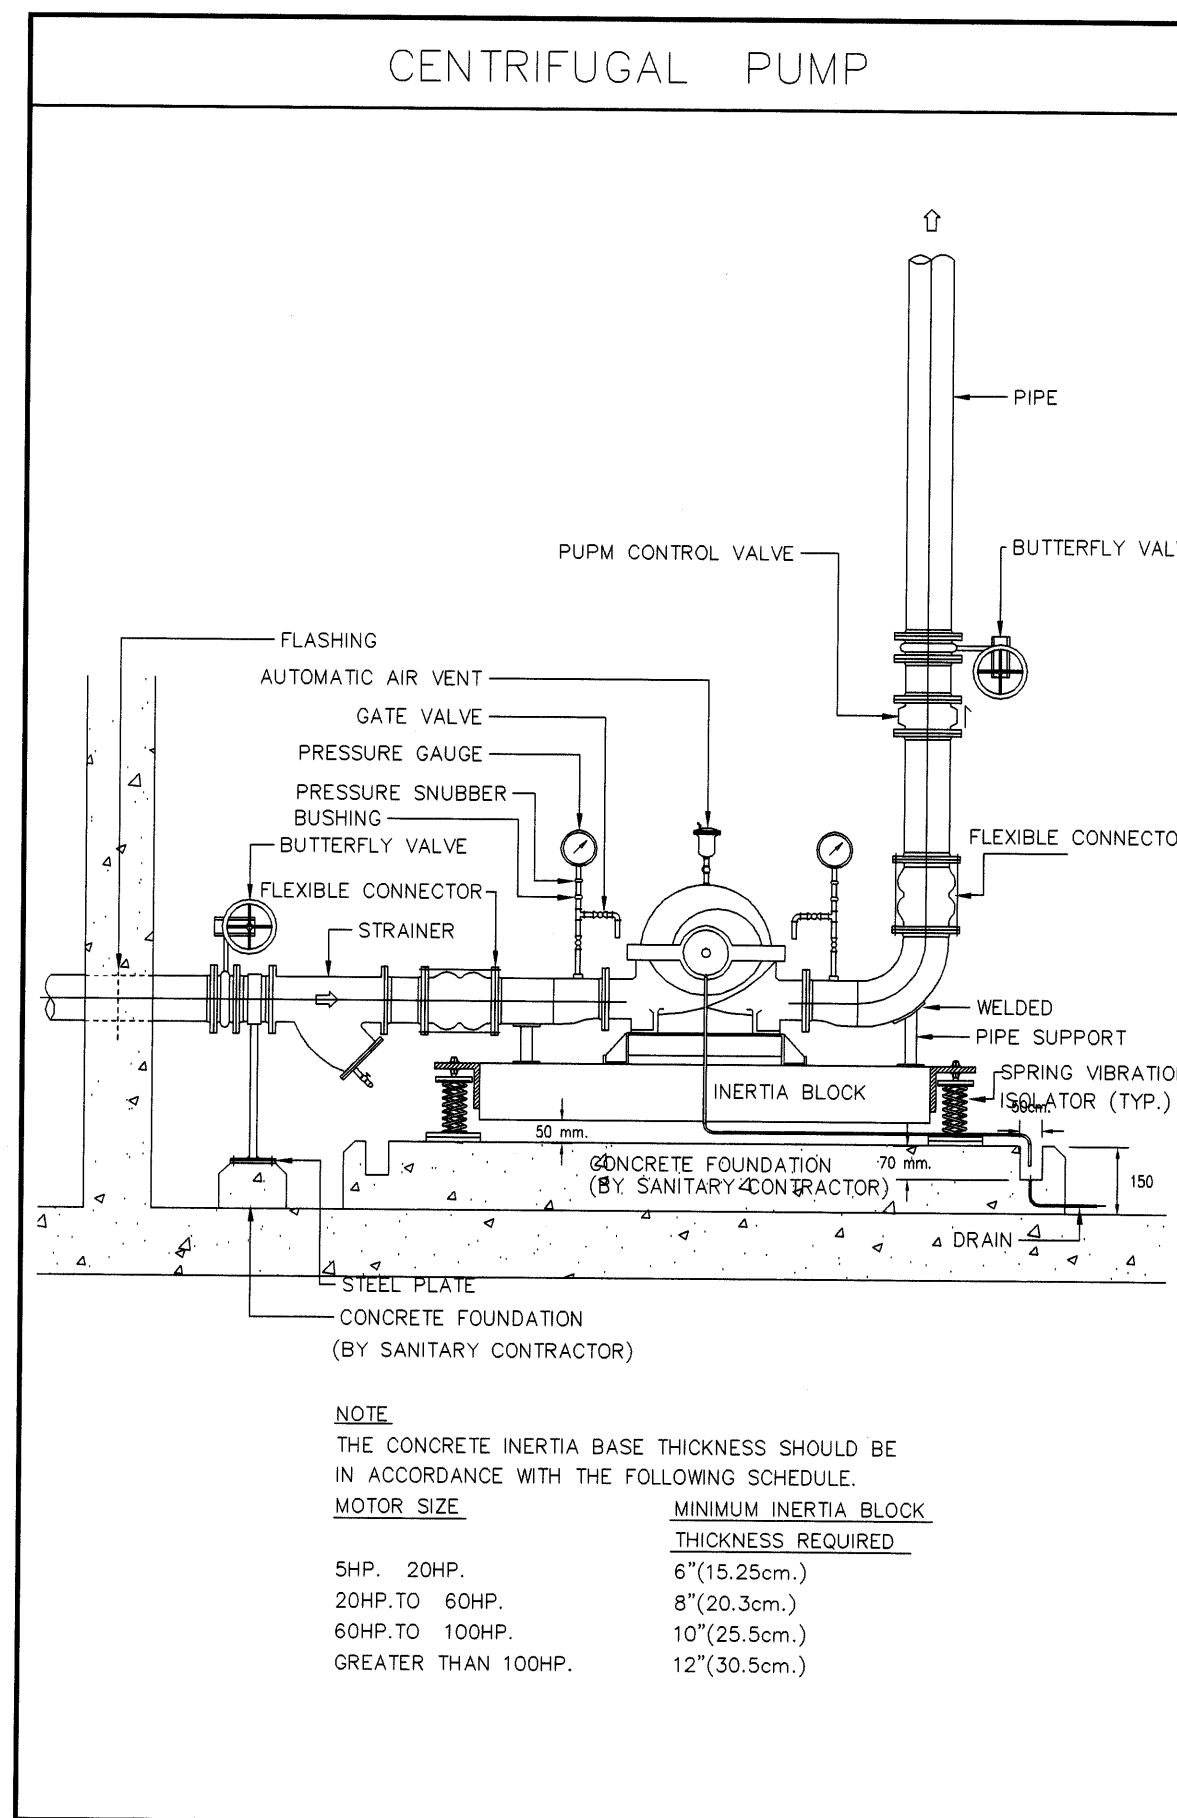 CENTRIFUGAL PUMP
PIPE
PUPM CONTROL VALVE
BUTTERFLY VAL
FLASHING
AUTOMATIC AIR VENT
GATE VALVE
PRESSURE GAUGE
PRESSURE SNUBBER
BUSHING
BUTTERFLY VALVE
FLEXIBLE CONNECTO
FLEXIBLE CONNECTOR
STRAINER
WELDED
PIPE SUPPORT
SPRING VIBRATION
ISOLATOR (TYP.)
INERTIA BLOCK
50cm.
50 mm.
CONCRETE FOUNDATION
(BY SANITARY CONTRACTOR)
70 mm.
150
DRAIN
STEEL PLATE
CONCRETE FOUNDATION
(BY SANITARY CONTRACTOR)
NOTE
THE CONCRETE INERTIA BASE THICKNESS SHOULD BE
IN ACCORDANCE WITH THE FOLLOWING SCHEDULE.
MOTOR SIZE MINIMUM INERTIA BLOCK
THICKNESS REQUIRED
5HP. 20HP. 6"(15.25cm.)
20HP.TO 60HP. 8"(20.3cm.)
60HP.TO 100HP. 10"(25.5cm.)
GREATER THAN 100HP. 12"(30.5cm.)